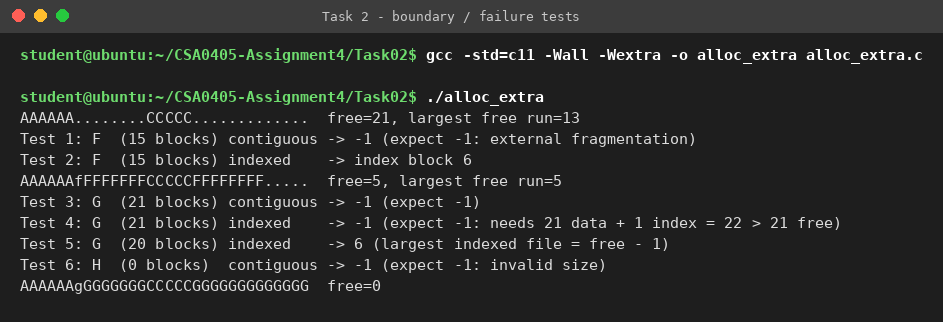 Task 2 - boundary / failure tests
student@ubuntu:~/CSA0405-Assignment4/Task02$ gcc -std=c11 -Wall -Wextra -o alloc_extra alloc_extra.c
student@ubuntu:~/CSA0405-Assignment4/Task02$ ./alloc_extra
AAAAAA........CCCCC.............  free=21, largest free run=13
Test 1: F  (15 blocks) contiguous -> -1 (expect -1: external fragmentation)
Test 2: F  (15 blocks) indexed    -> index block 6
AAAAAAfFFFFFFFCCCCCFFFFFFFF.....  free=5, largest free run=5
Test 3: G  (21 blocks) contiguous -> -1 (expect -1)
Test 4: G  (21 blocks) indexed    -> -1 (expect -1: needs 21 data + 1 index = 22 > 21 free)
Test 5: G  (20 blocks) indexed    -> 6 (largest indexed file = free - 1)
Test 6: H  (0 blocks)  contiguous -> -1 (expect -1: invalid size)
AAAAAAgGGGGGGGCCCCCGGGGGGGGGGGGG  free=0